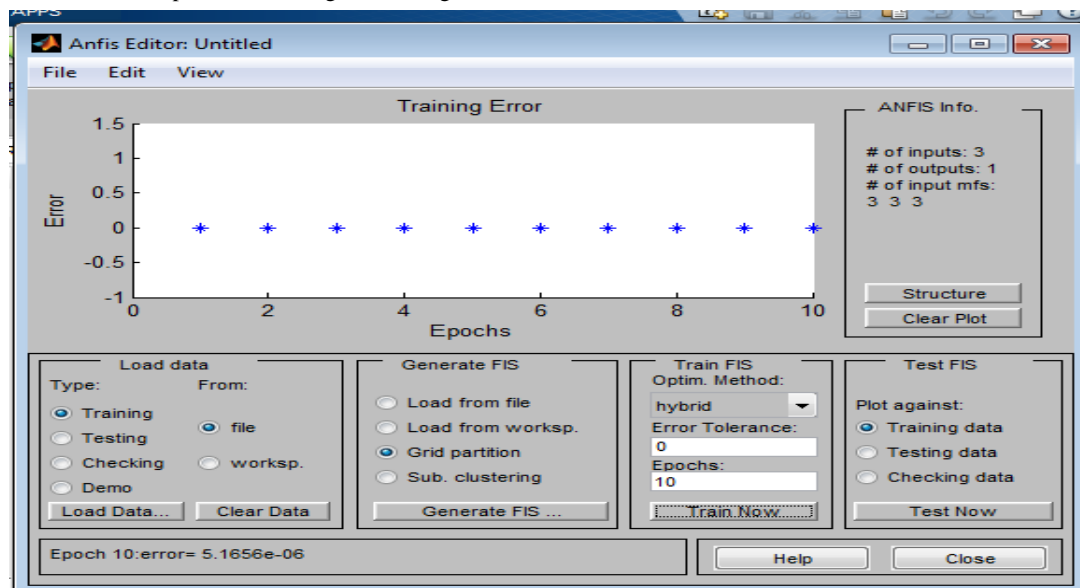 APPS
Anfis Editor: Untitled
File Edit View
Training Error
1.5
1
0.5
0
-0.5
-1
Error
0 2 4 6 8 10
Epochs
ANFIS Info.
# of inputs: 3
# of outputs: 1
# of input mfs:
3 3 3
Structure
Clear Plot
Load data
Type: From:
Training
Testing
Checking
Demo
file
worksp.
Load Data... Clear Data
Generate FIS
Load from file
Load from worksp.
Grid partition
Sub. clustering
Generate FIS ...
Train FIS
Optim. Method:
hybrid
Error Tolerance:
0
Epochs:
10
Train Now
Test FIS
Plot against:
Training data
Testing data
Checking data
Test Now
Epoch 10:error= 5.1656e-06
Help Close